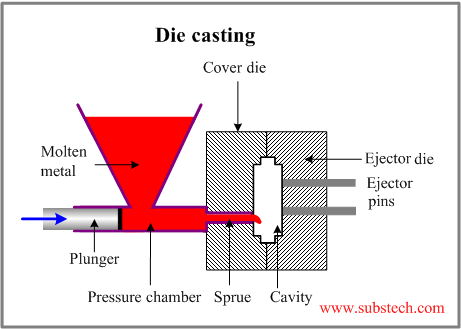 Die casting
Cover die
Molten
metal
Ejector die
Ejector
pins
Plunger
Pressure chamber
Sprue
Cavity
www.substech.com